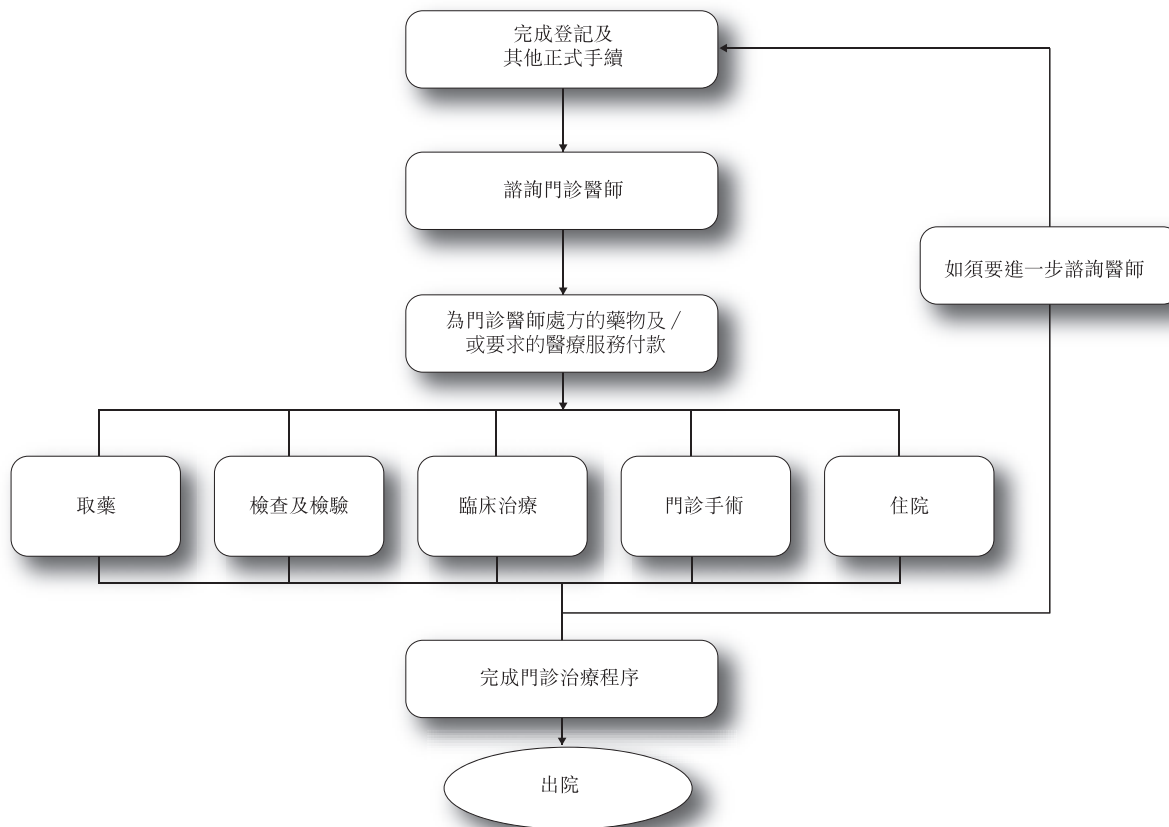 完成登記及
其他正式手續
諮詢門診醫師
如須要進一步諮詢醫師
為門診醫師處方的藥物及／
或要求的醫療服務付款
取藥
檢查及檢驗
臨床治療
門診手術
住院
完成門診治療程序
出院